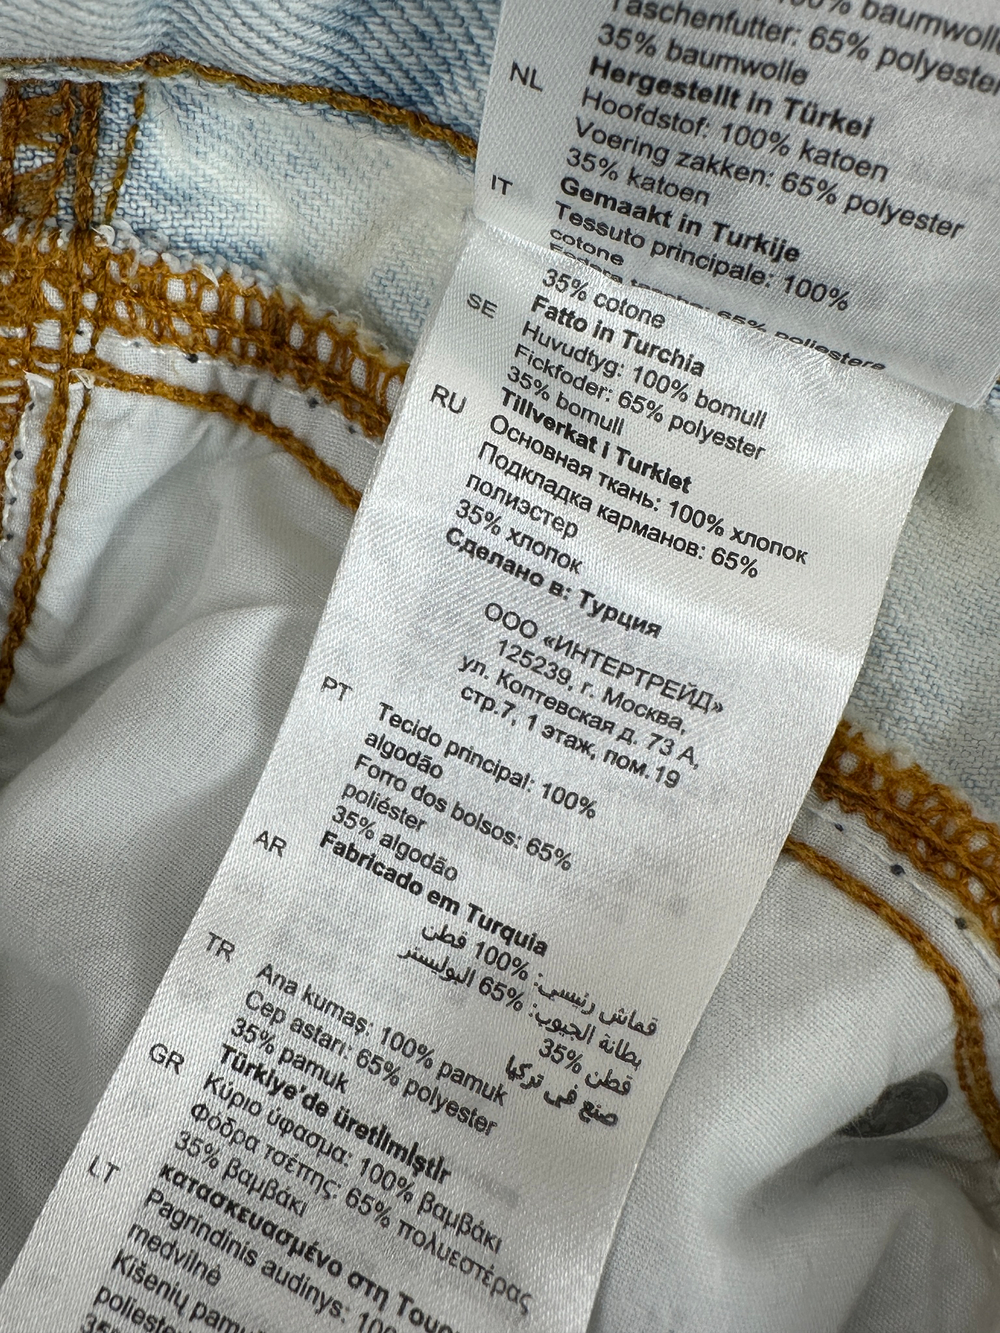 100% baumwolle
Taschenfutter: 65% polyester
35% baumwolle
Hergestellt in Türkei
NL Hoofdstof: 100% katoen
Voering zakken: 65% polyester
35% katoen
Gemaakt in Turkije
IT Tessuto principale: 100%
cotone
65% poliestere
35% cotone
Fatto in Turchia
SE Huvudtyg: 100% bomull
Fickfoder: 65% polyester
35% bomull
Tillverkat i Turkiet
RU Основная ткань: 100% хлопок
Подкладка карманов: 65%
полиэстер
35% хлопок
Сделано в: Турция
ООО «ИНТЕРТРЕЙД»
125239, г. Москва,
ул. Коптевская д. 73 А,
стр.7, 1 этаж, пом.19
PT Tecido principal: 100%
algodão
Forro dos bolsos: 65%
poliéster
35% algodão
Fabricado em Turquia
AR قماش رئيسي: 100% قطن
بطانة الجيوب: 65% البوليستر
35% قطن
صنع في تركيا
TR Ana kumaş: 100% pamuk
Cep astarı: 65% polyester
35% pamuk
Türkiye'de üretilmiştir
GR Κύριο ύφασμα: 100% βαμβάκι
φόδρα τσέπης: 65% πολυεστέρας
35% βαμβάκι
κατασκευασμένο στη
LT Pagrindinis audinys:
medvilnė
Kišenių